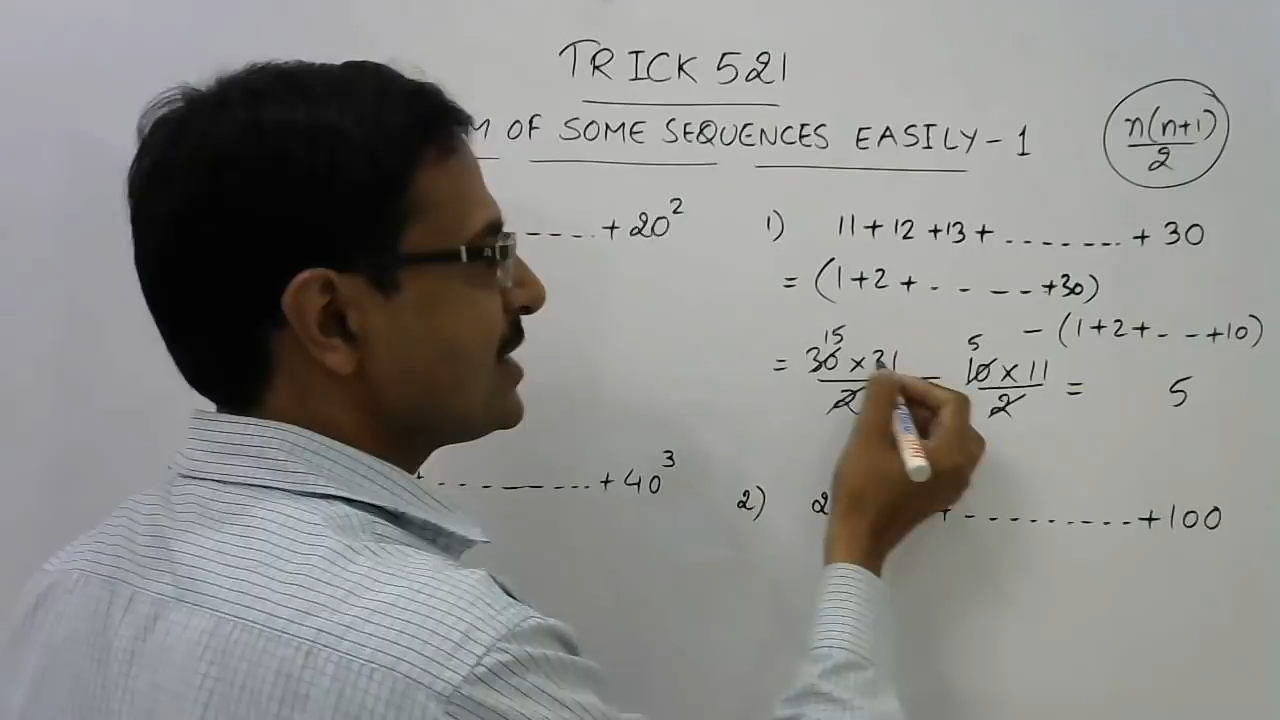 TRICK 521
OF SOME SEQUENCES EASILY - 1
n(n+1)
2
------ + 20²
1) 11 + 12 + 13 + ------- + 30
= (1 + 2 + ----- + 30)
- (1 + 2 + --- + 10)
15 5
= 30 × 31 - 10 × 11 = 5
2 2
+ ---------- + 40³
2) 2 + ---------- + 100